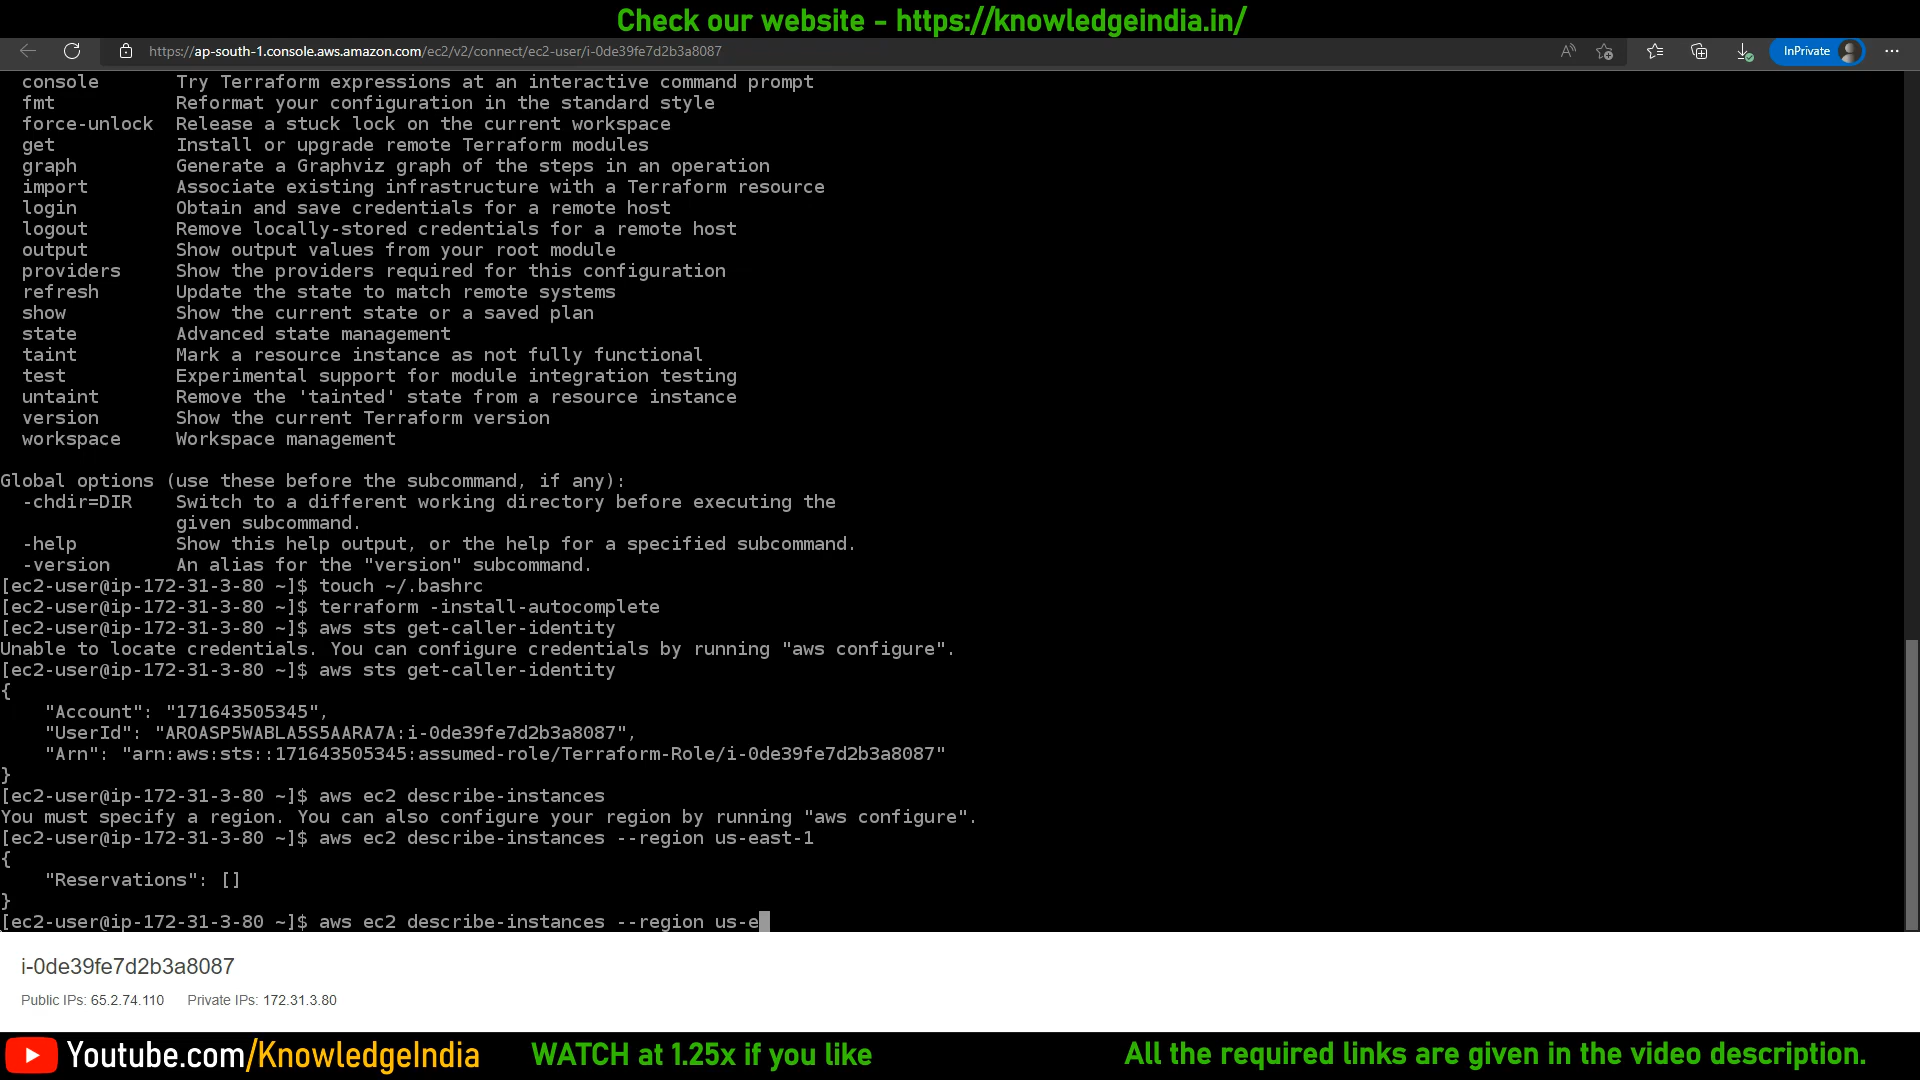 Check our website - https://knowledgeindia.in/
https://ap-south-1.console.aws.amazon.com/ec2/v2/connect/ec2-user/i-0de39fe7d2b3a8087
InPrivate
console Try Terraform expressions at an interactive command prompt
fmt Reformat your configuration in the standard style
force-unlock Release a stuck lock on the current workspace
get Install or upgrade remote Terraform modules
graph Generate a Graphviz graph of the steps in an operation
import Associate existing infrastructure with a Terraform resource
login Obtain and save credentials for a remote host
logout Remove locally-stored credentials for a remote host
output Show output values from your root module
providers Show the providers required for this configuration
refresh Update the state to match remote systems
show Show the current state or a saved plan
state Advanced state management
taint Mark a resource instance as not fully functional
test Experimental support for module integration testing
untaint Remove the 'tainted' state from a resource instance
version Show the current Terraform version
workspace Workspace management
Global options (use these before the subcommand, if any):
-chdir=DIR Switch to a different working directory before executing the
given subcommand.
-help Show this help output, or the help for a specified subcommand.
-version An alias for the "version" subcommand.
[ec2-user@ip-172-31-3-80 ~]$ touch ~/.bashrc
[ec2-user@ip-172-31-3-80 ~]$ terraform -install-autocomplete
[ec2-user@ip-172-31-3-80 ~]$ aws sts get-caller-identity
Unable to locate credentials. You can configure credentials by running "aws configure".
[ec2-user@ip-172-31-3-80 ~]$ aws sts get-caller-identity
{
"Account": "171643505345",
"UserId": "AROASP5WABLA5S5AARA7A:i-0de39fe7d2b3a8087",
"Arn": "arn:aws:sts::171643505345:assumed-role/Terraform-Role/i-0de39fe7d2b3a8087"
}
[ec2-user@ip-172-31-3-80 ~]$ aws ec2 describe-instances
You must specify a region. You can also configure your region by running "aws configure".
[ec2-user@ip-172-31-3-80 ~]$ aws ec2 describe-instances --region us-east-1
{
"Reservations": []
}
[ec2-user@ip-172-31-3-80 ~]$ aws ec2 describe-instances --region us-e
i-0de39fe7d2b3a8087
Public IPs: 65.2.74.110 Private IPs: 172.31.3.80
Youtube.com/KnowledgeIndia WATCH at 1.25x if you like All the required links are given in the video description.